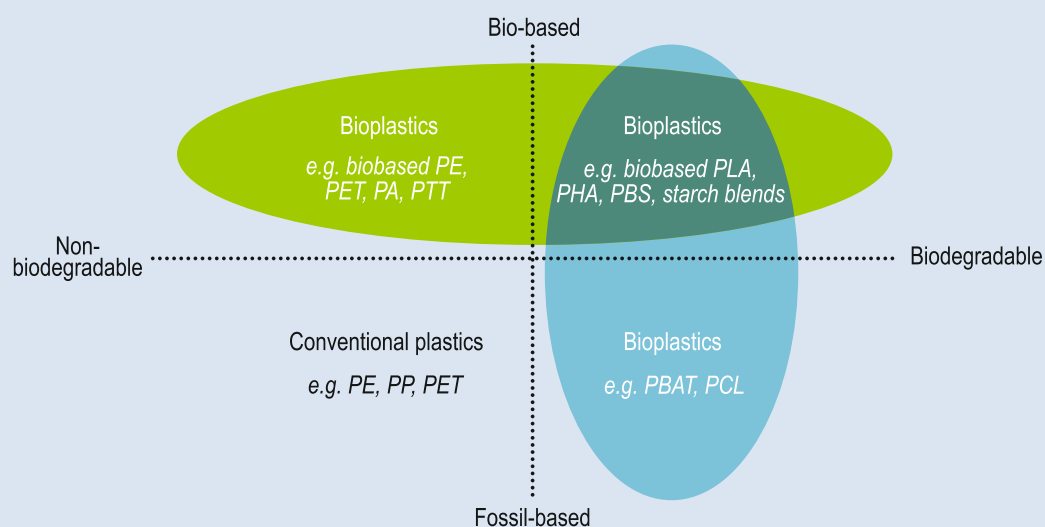 Bio-based
Bioplastics
e.g. biobased PE,
PET, PA, PTT
Bioplastics
e.g. biobased PLA,
PHA, PBS, starch blends
Non-
biodegradable
Biodegradable
Conventional plastics
e.g. PE, PP, PET
Bioplastics
e.g. PBAT, PCL
Fossil-based